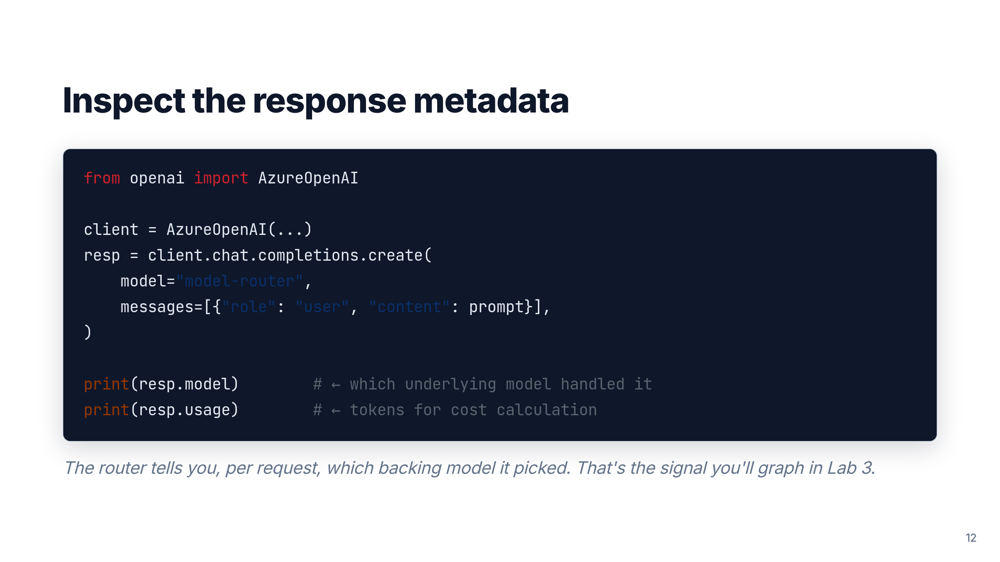 Inspect the response metadata
from openai import AzureOpenAI
client = AzureOpenAI(...)
resp = client.chat.completions.create(
    model="model-router",
    messages=[{"role": "user", "content": prompt}],
)
print(resp.model)        # ← which underlying model handled it
print(resp.usage)        # ← tokens for cost calculation
The router tells you, per request, which backing model it picked. That's the signal you'll graph in Lab 3.
12